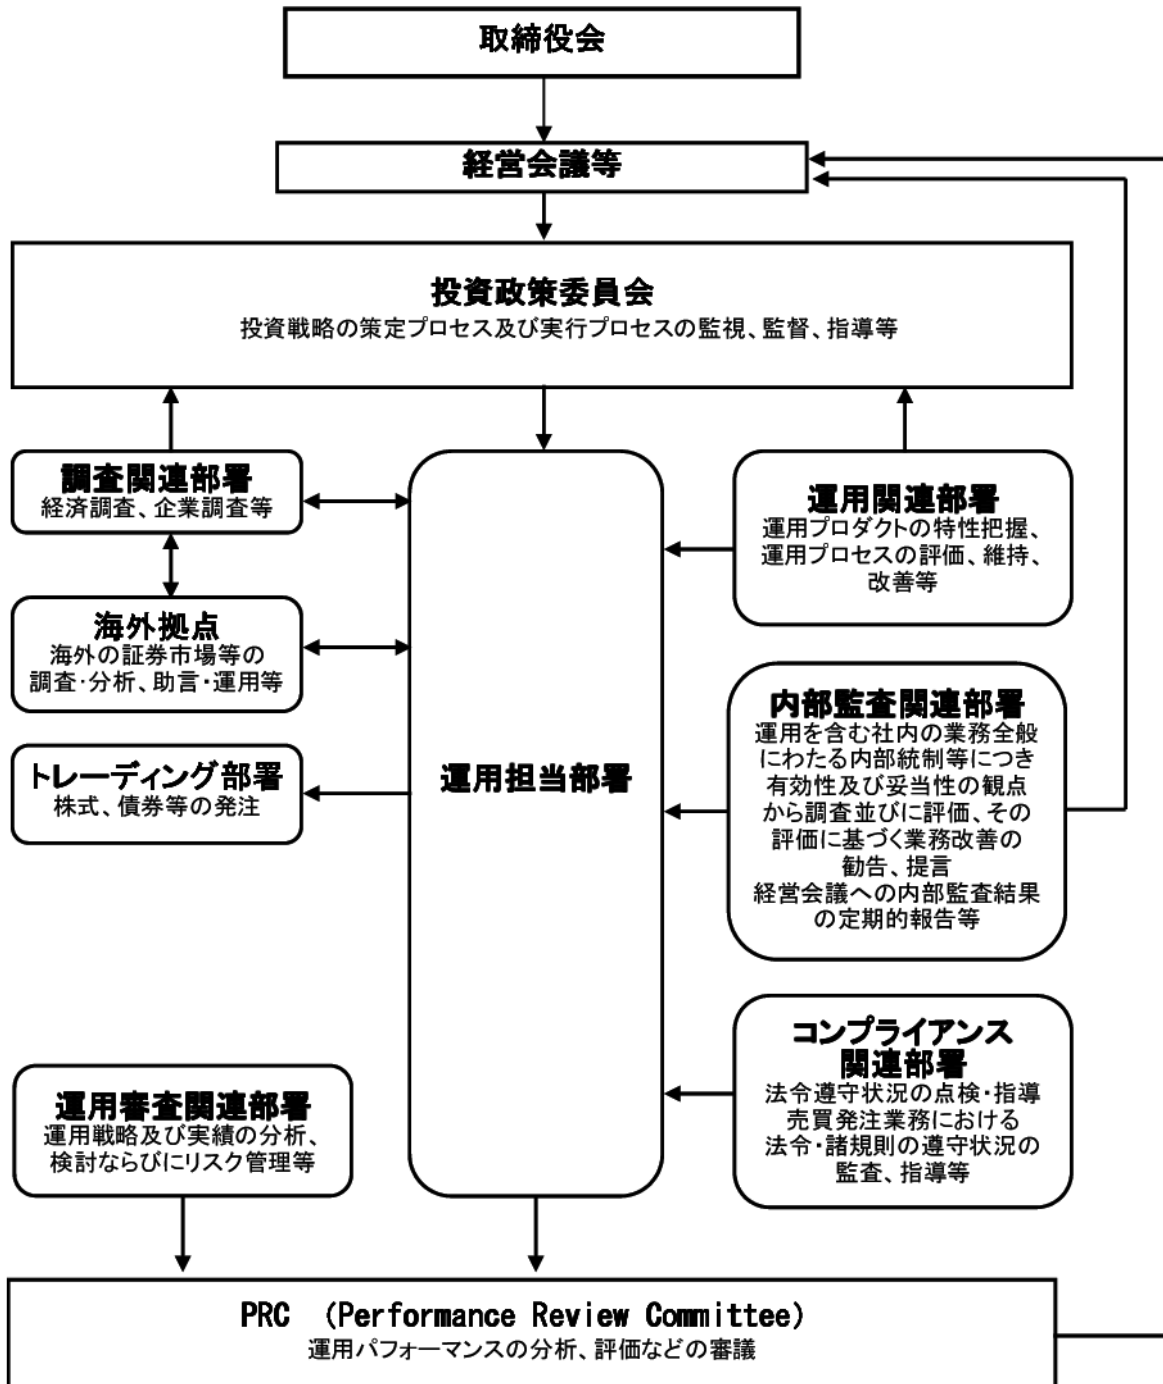 取締役会
経営会議等
投資政策委員会
投資戦略の策定プロセス及び実行プロセスの監視、監督、指導等
調査関連部署
経済調査、企業調査等
海外拠点
海外の証券市場等の
調査・分析、助言・運用等
トレーディング部署
株式、債券等の発注
運用審査関連部署
運用戦略及び実績の分析、
検討ならびにリスク管理等
運用担当部署
運用関連部署
運用プロダクトの特性把握、
運用プロセスの評価、維持、
改善等
内部監査関連部署
運用を含む社内の業務全般
にわたる内部統制等につき
有効性及び妥当性の観点
から調査並びに評価、その
評価に基づく業務改善の
勧告、提言
経営会議への内部監査結果
の定期的報告等
コンプライアンス
関連部署
法令遵守状況の点検・指導
売買発注業務における
法令・諸規則の遵守状況の
監査、指導等
PRC (Performance Review Committee)
運用パフォーマンスの分析、評価などの審議